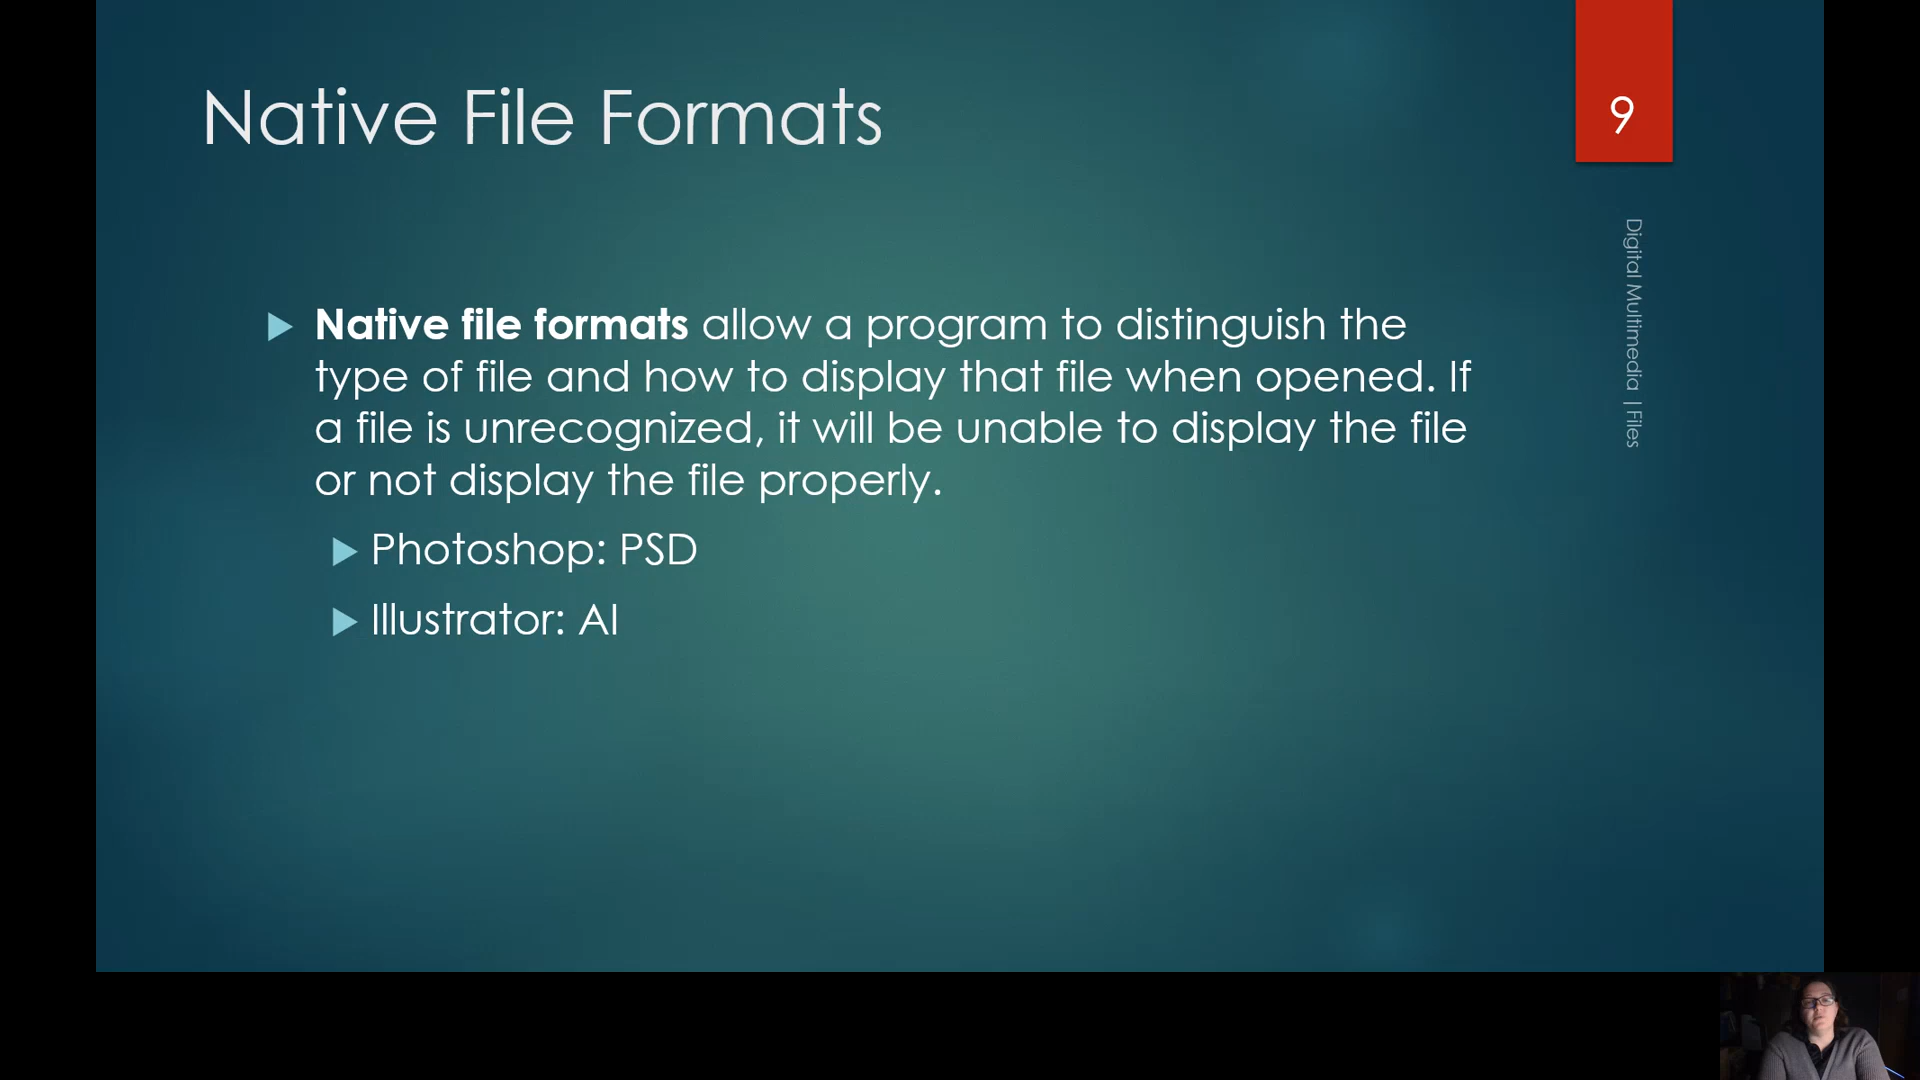 Native File Formats
9
Native file formats allow a program to distinguish the
type of file and how to display that file when opened. If
a file is unrecognized, it will be unable to display the file
or not display the file properly.
Photoshop: PSD
Illustrator: AI
Digital Multimedia | Files